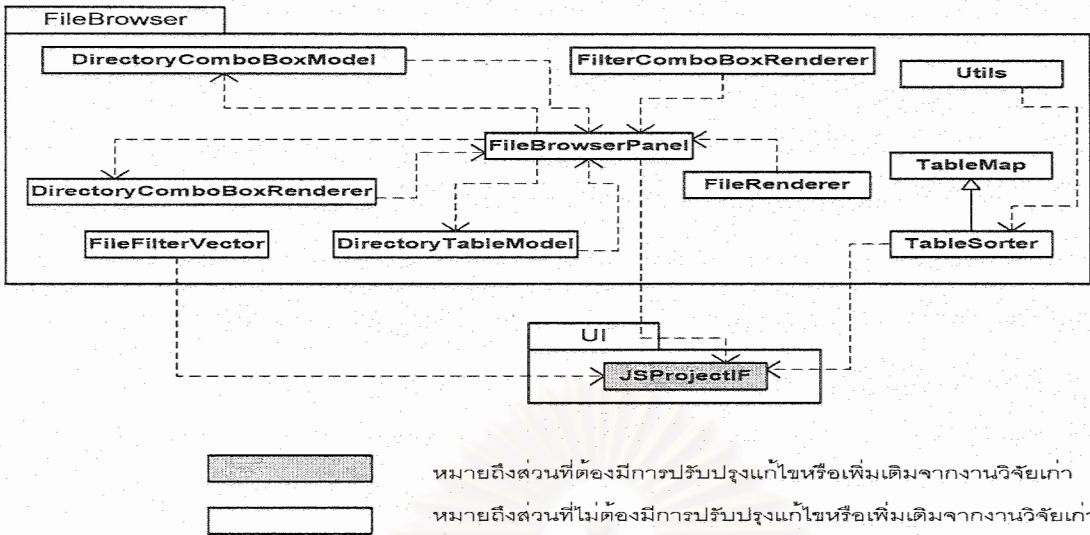 FileBrowser
DirectoryComboBoxModel
FilterComboBoxRenderer
Utils
FileBrowserPanel
TableMap
DirectoryComboBoxRenderer
FileRenderer
FileFilterVector
DirectoryTableModel
TableSorter
UI
JSProjectIF
หมายถึงส่วนที่ต้องมีการปรับปรุงแก้ไขหรือเพิ่มเติมจากงานวิจัยเก่า
หมายถึงส่วนที่ไม่ต้องมีการปรับปรุงแก้ไขหรือเพิ่มเติมจากงานวิจัยเก่า